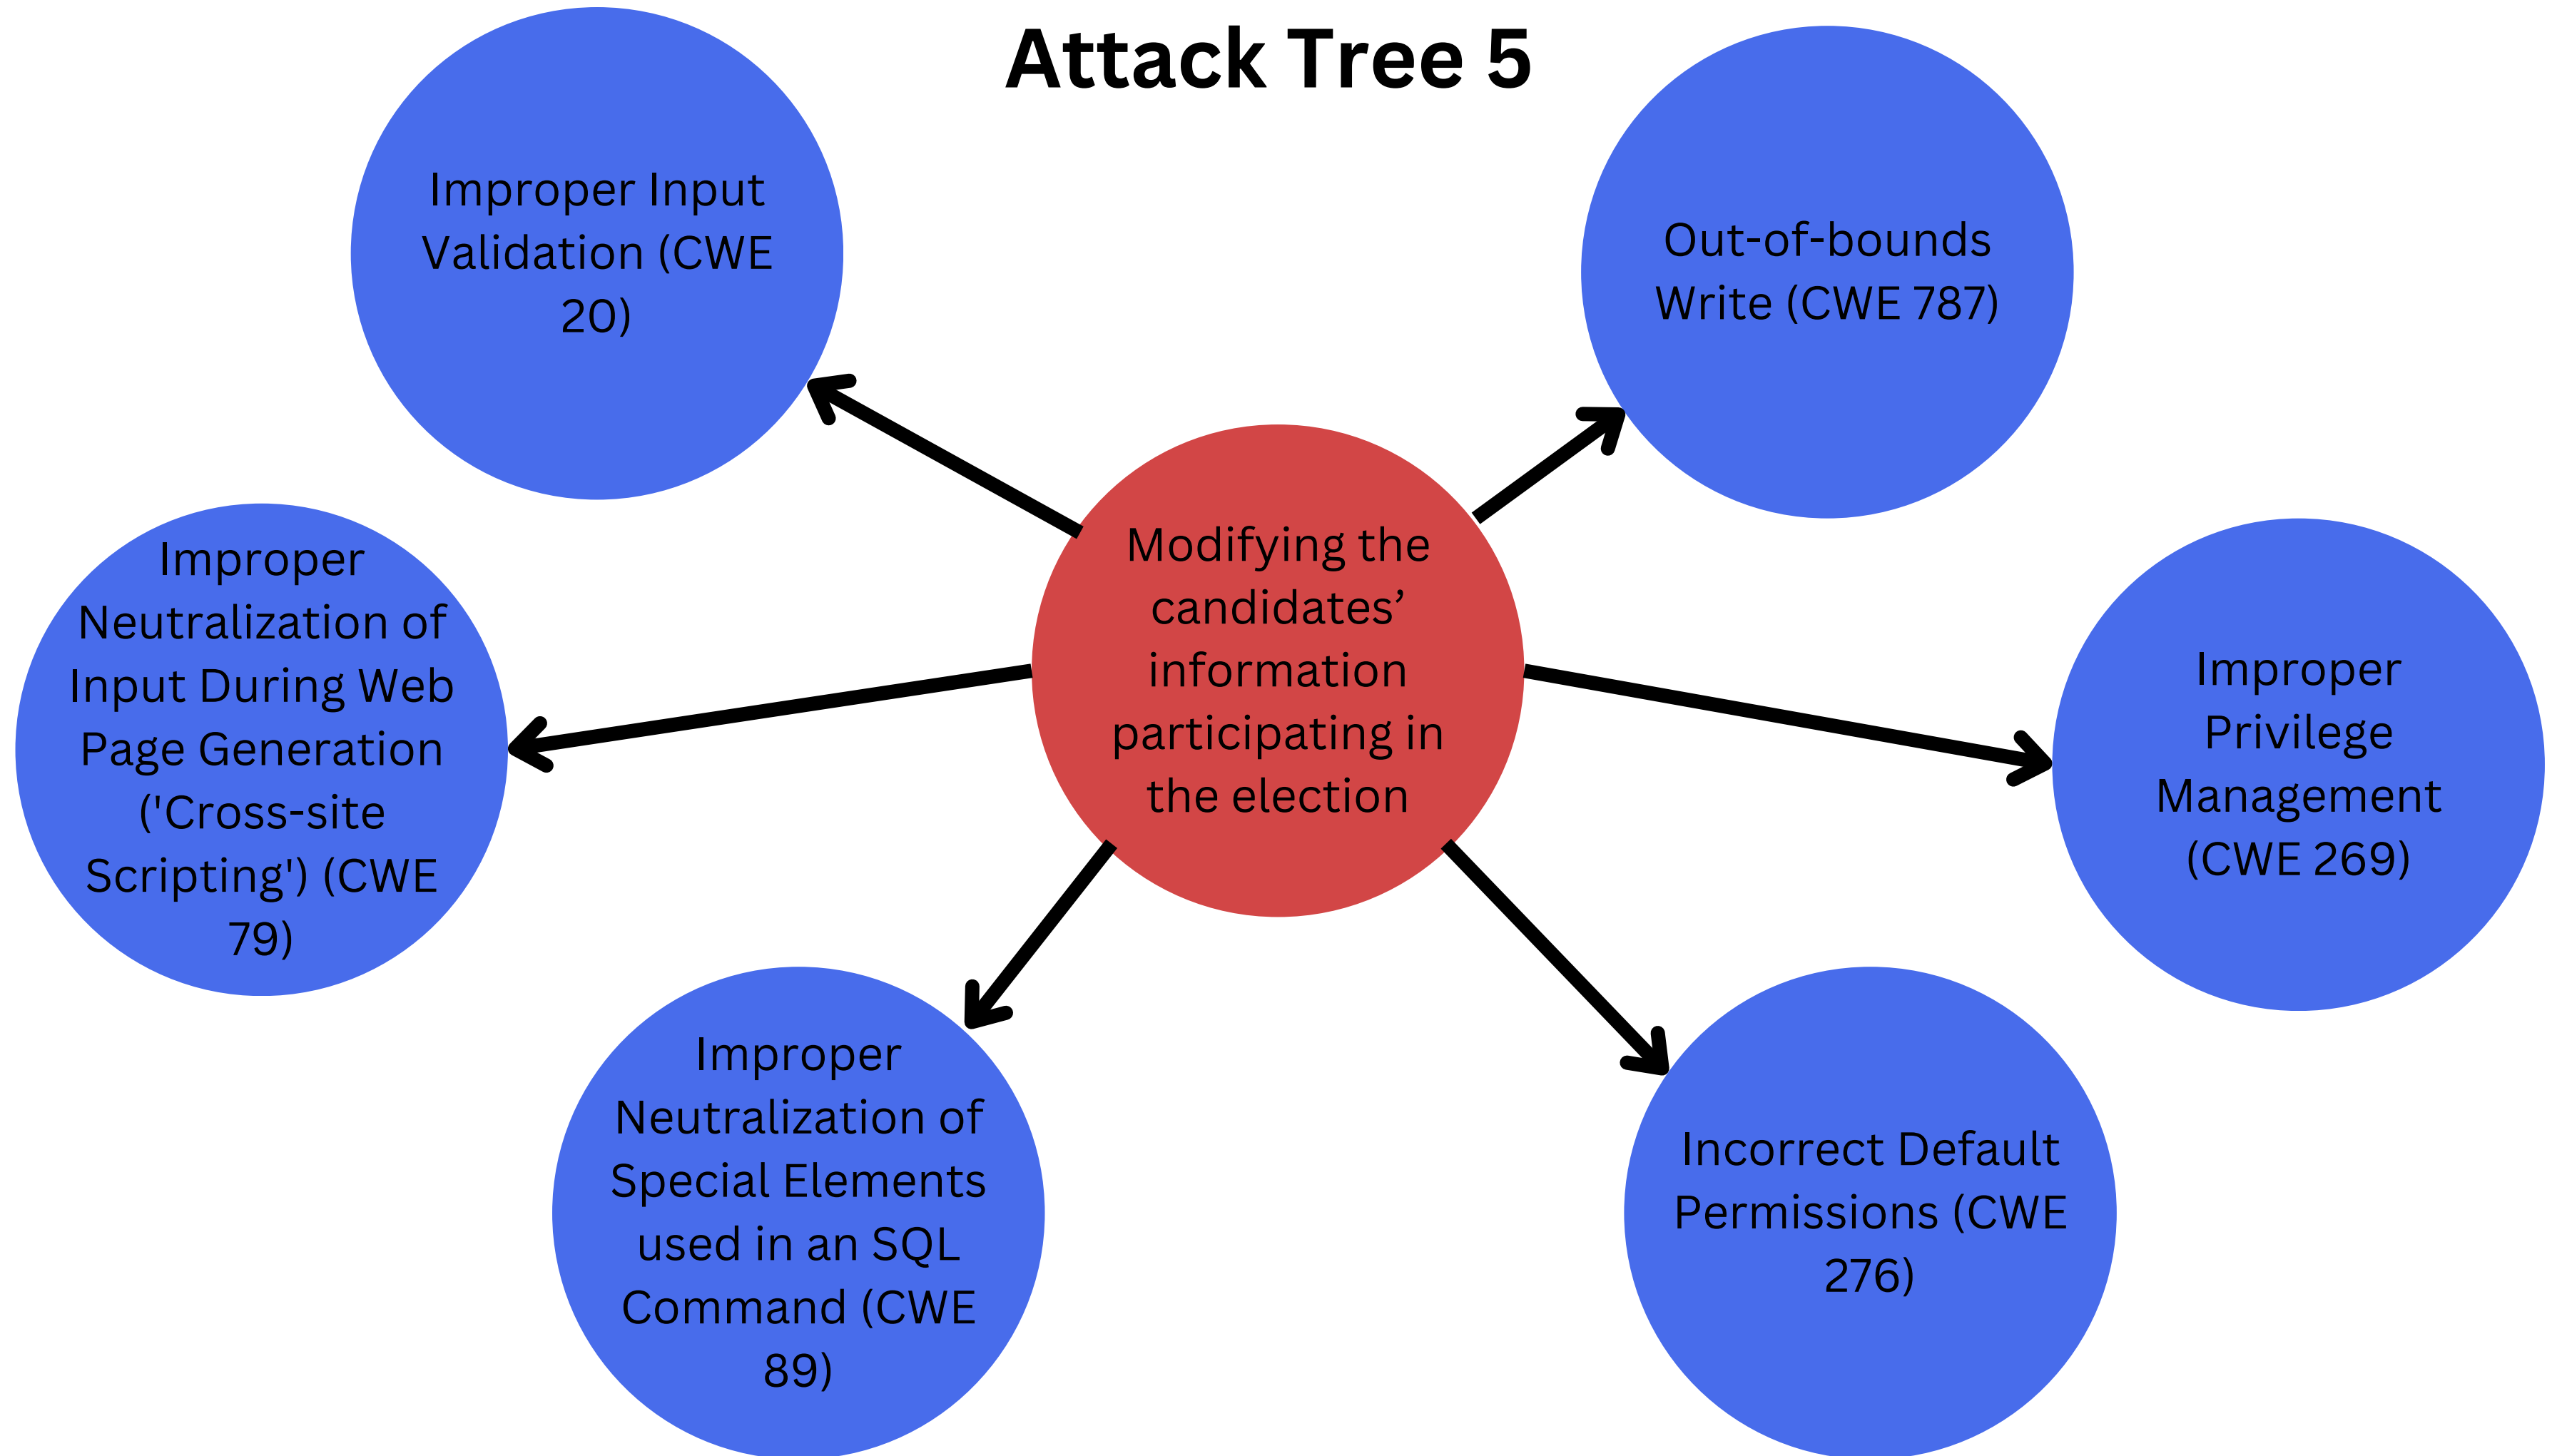 Attack Tree 5
Improper Input
Validation (CWE
20)
Out-of-bounds
Write (CWE 787)
Improper
Neutralization of
Input During Web
Page Generation
('Cross-site
Scripting') (CWE
79)
Modifying the
candidates’
information
participating in
the election
Improper
Privilege
Management
(CWE 269)
Improper
Neutralization of
Special Elements
used in an SQL
Command (CWE
89)
Incorrect Default
Permissions (CWE
276)